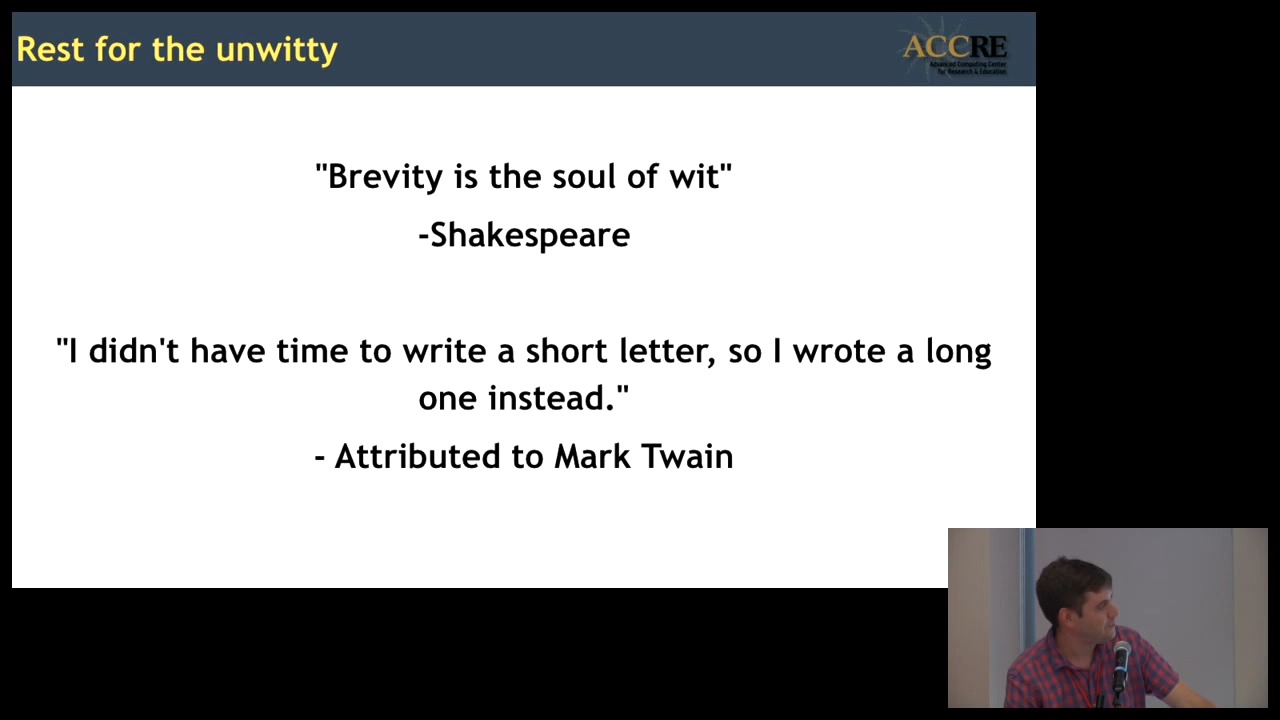 Rest for the unwitty
ACCRE
Advanced Computing Center
for Research & Education
"Brevity is the soul of wit"
-Shakespeare
"I didn't have time to write a short letter, so I wrote a long
one instead."
- Attributed to Mark Twain